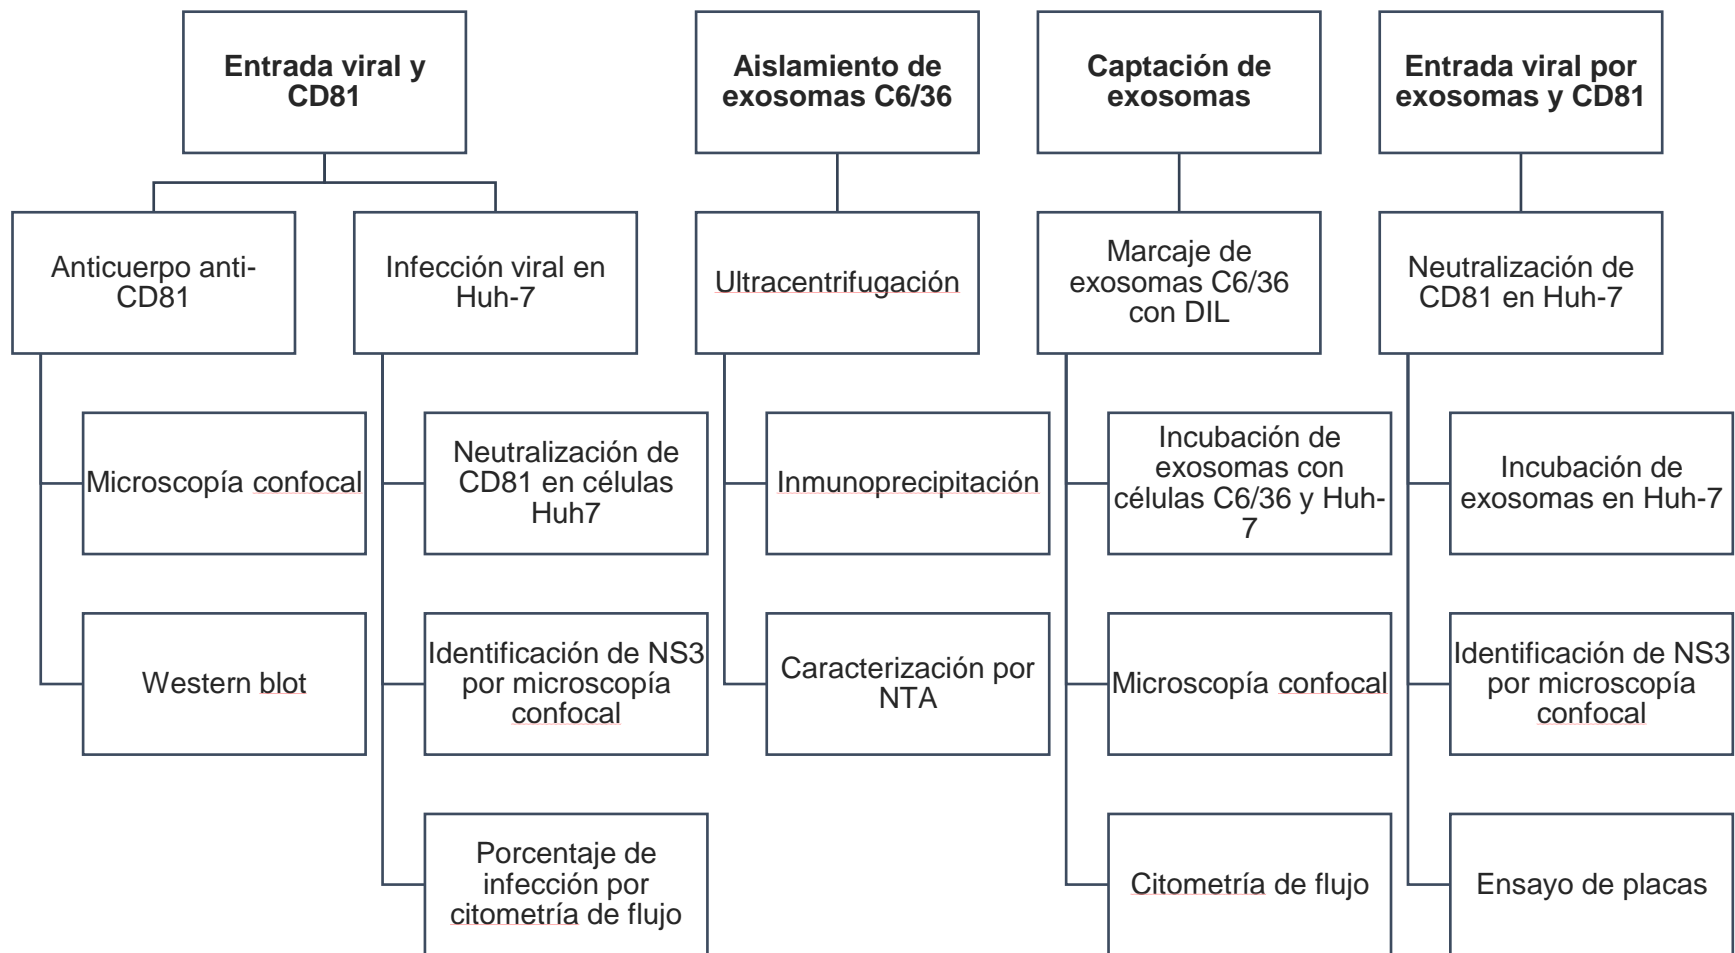 Entrada viral y
CD81
Anticuerpo anti-
CD81
Microscopía confocal
Western blot
Infección viral en
Huh-7
Neutralización de
CD81 en células
Huh7
Identificación de NS3
por microscopía
confocal
Porcentaje de
infección por
citometría de flujo
Aislamiento de
exosomas C6/36
Ultracentrifugación
Inmunoprecipitación
Caracterización por
NTA
Captación de
exosomas
Marcaje de
exosomas C6/36
con DIL
Incubación de
exosomas con
células C6/36 y Huh-
7
Microscopía confocal
Citometría de flujo
Entrada viral por
exosomas y CD81
Neutralización de
CD81 en Huh-7
Incubación de
exosomas en Huh-7
Identificación de NS3
por microscopía
confocal
Ensayo de placas